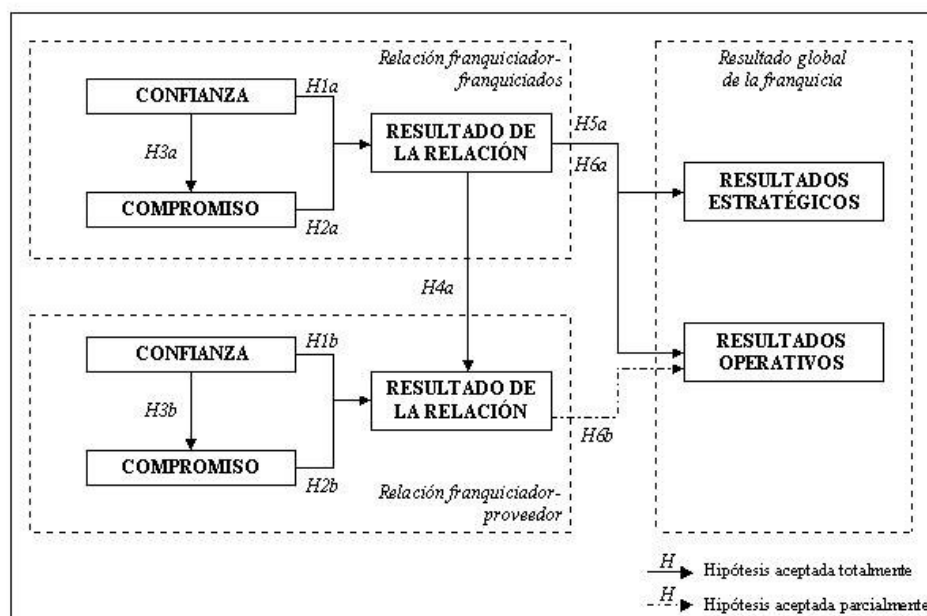 Relación franquiciador-
franquiciados
CONFIANZA
H1a
H3a
RESULTADO DE
LA RELACIÓN
COMPROMISO
H2a
H5a
H6a
H4a
Resultado global
de la franquicia
RESULTADOS
ESTRATÉGICOS
RESULTADOS
OPERATIVOS
CONFIANZA
H1b
H3b
RESULTADO DE
LA RELACIÓN
COMPROMISO
H2b
H6b
Relación franquiciador-
proveedor
H
Hipótesis aceptada totalmente
H
Hipótesis aceptada parcialmente